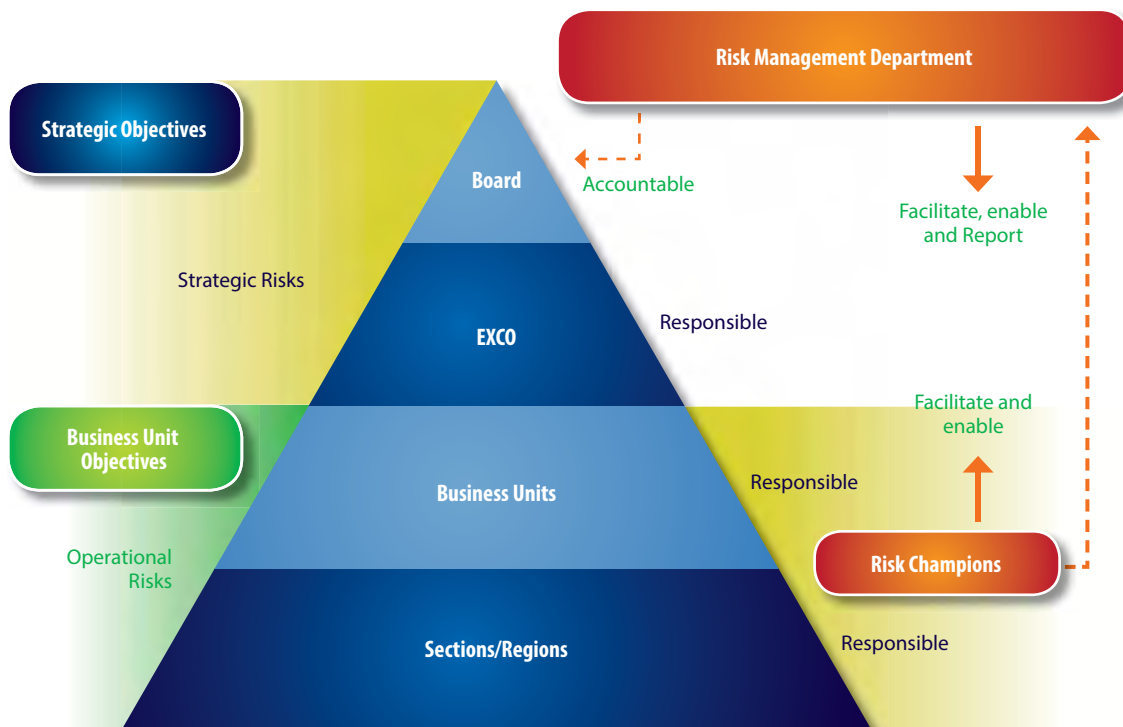 Risk Management Department
Strategic Objectives
Board
Accountable
Facilitate, enable
and Report
Strategic Risks
EXCO
Responsible
Business Unit
Objectives
Facilitate and
enable
Business Units
Responsible
Operational
Risks
Risk Champions
Sections/Regions
Responsible